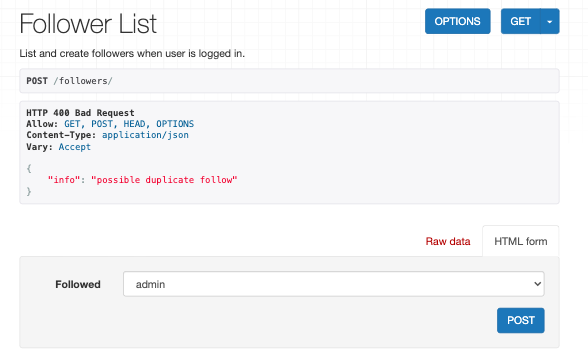 Follower List
OPTIONS
GET
List and create followers when user is logged in.
POST /followers/
HTTP 400 Bad Request
Allow: GET, POST, HEAD, OPTIONS
Content-Type: application/json
Vary: Accept
{
"info": "possible duplicate follow"
}
Raw data
HTML form
Followed
admin
POST